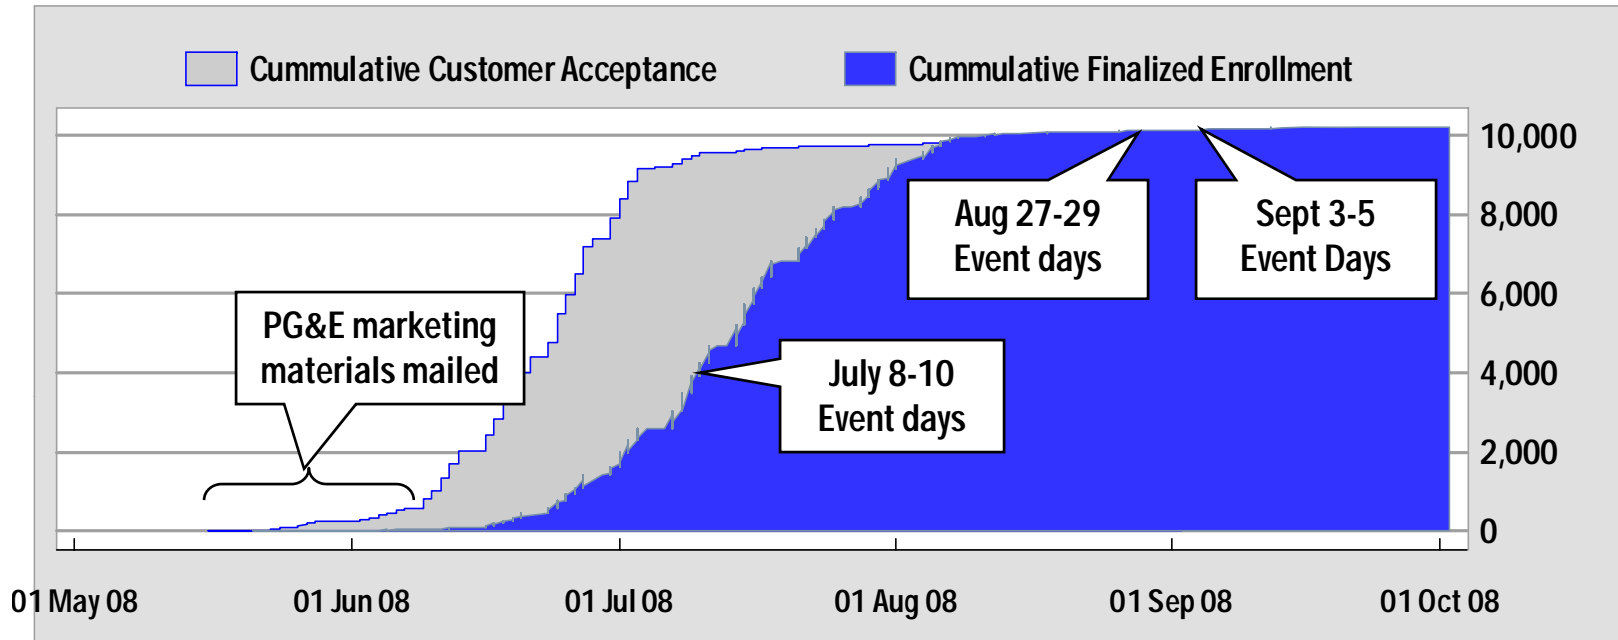 Cummulative Customer Acceptance
Cummulative Finalized Enrollment
10,000
8,000
6,000
4,000
2,000
0
PG&E marketing
materials mailed
July 8-10
Event days
Aug 27-29
Event days
Sept 3-5
Event Days
01 May 08
01 Jun 08
01 Jul 08
01 Aug 08
01 Sep 08
01 Oct 08